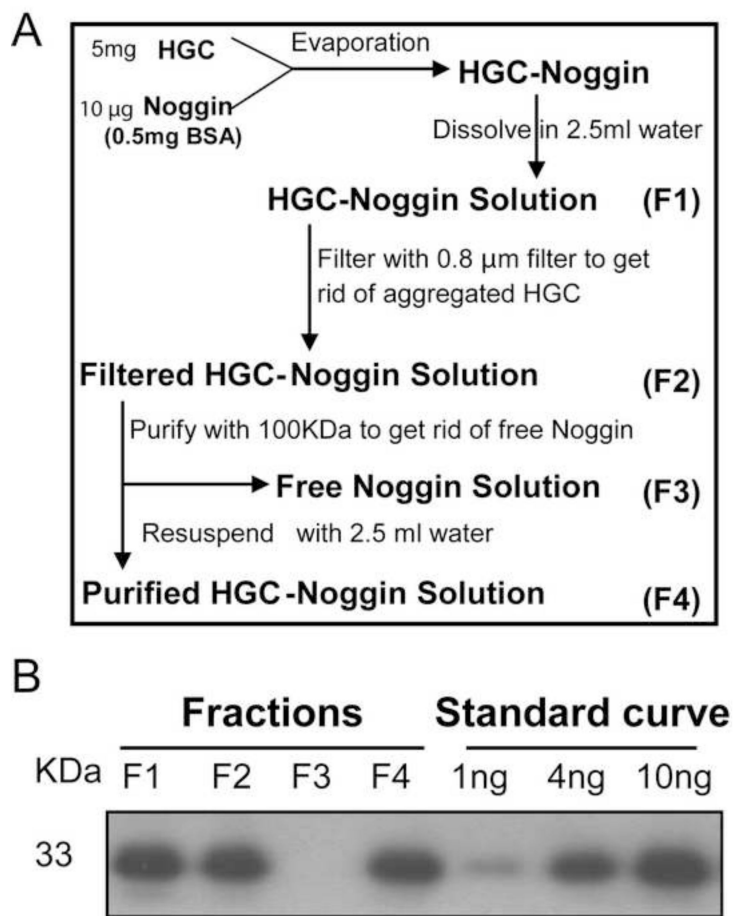 A
5mg HGC
Evaporation
HGC-Noggin
10 µg Noggin
(0.5mg BSA)
Dissolve in 2.5ml water
HGC-Noggin Solution (F1)
Filter with 0.8 µm filter to get
rid of aggregated HGC
Filtered HGC-Noggin Solution (F2)
Purify with 100KDa to get rid of free Noggin
Free Noggin Solution (F3)
Resuspend with 2.5 ml water
Purified HGC-Noggin Solution (F4)
B
Fractions Standard curve
KDa F1 F2 F3 F4 1ng 4ng 10ng
33